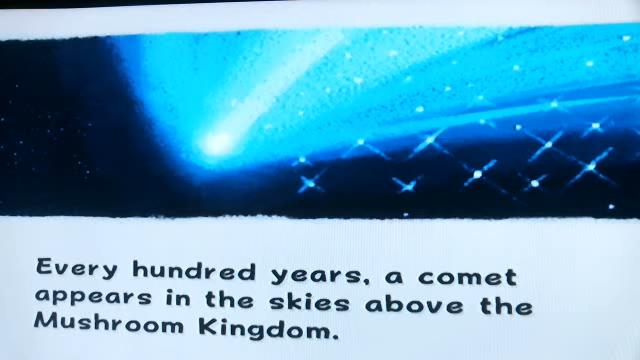 Every hundred years, a comet
appears in the skies above the
Mushroom Kingdom.